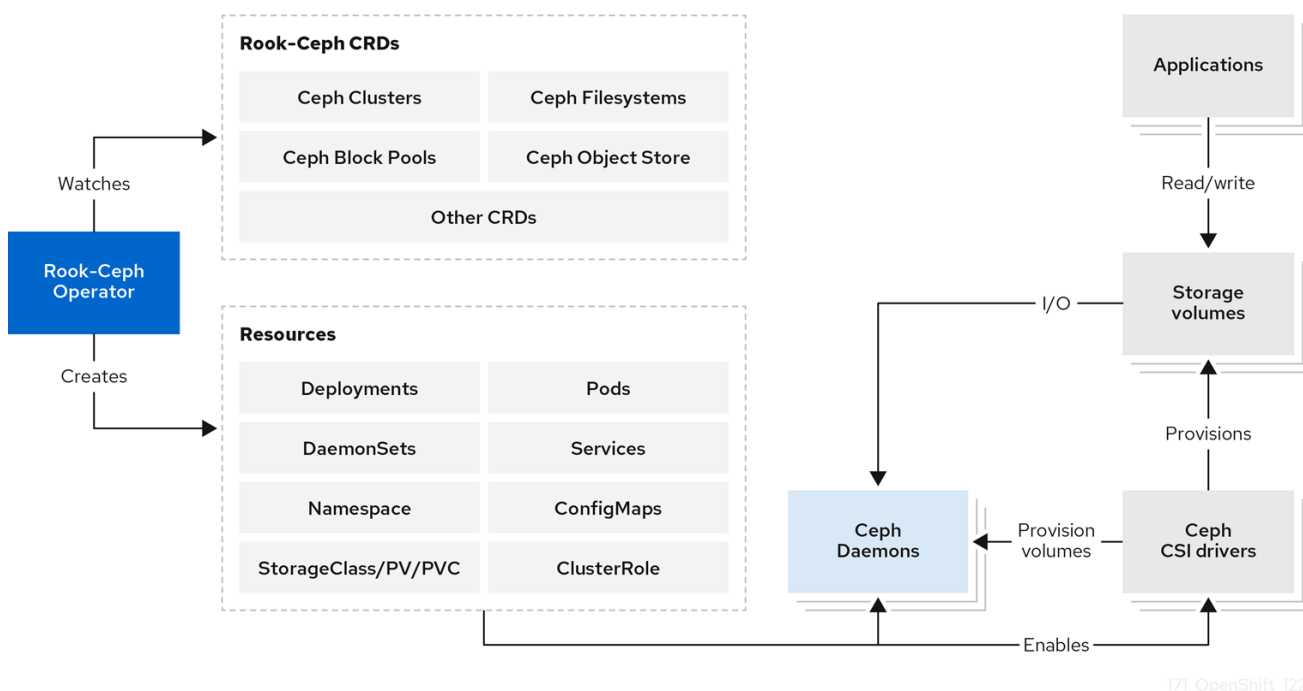 Rook-Ceph CRDs
Ceph Clusters
Ceph Filesystems
Ceph Block Pools
Ceph Object Store
Other CRDs
Watches
Rook-Ceph
Operator
Creates
Resources
Deployments
Pods
DaemonSets
Services
Namespace
ConfigMaps
StorageClass/PV/PVC
ClusterRole
Applications
Read/write
Storage
volumes
I/O
Provisions
Ceph
Daemons
Provision
volumes
Ceph
CSI drivers
Enables
171_OpenShift_122